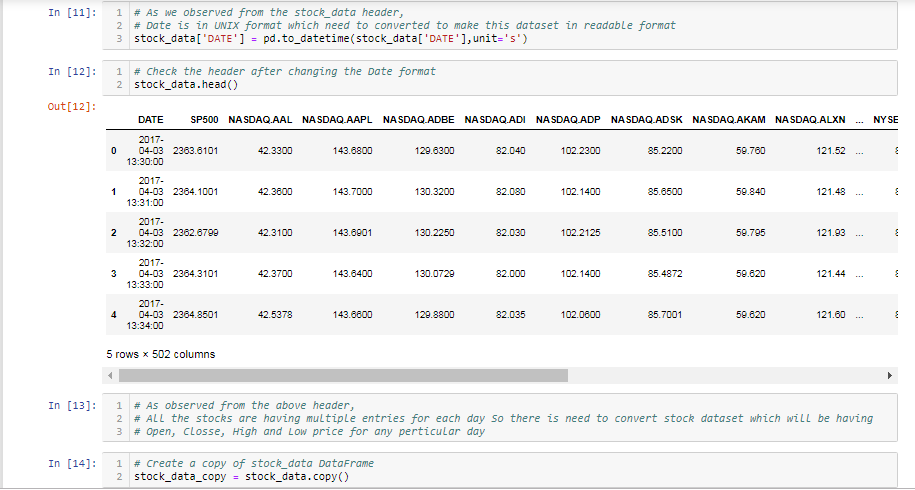 In [11]:
1 # As we observed from the stock_data header,
2 # Date is in UNIX format which need to converted to make this dataset in readable format
3 stock_data['DATE'] = pd.to_datetime(stock_data['DATE'],unit='s')
In [12]:
1 # Check the header after changing the Date format
2 stock_data.head()
Out[12]:
DATE SP500 NASDAQ.AAL NASDAQ.AAPL NASDAQ.ADBE NASDAQ.ADI NASDAQ.ADP NASDAQ.ADSK NASDAQ.AKAM NASDAQ.ALXN ... NYSE
0 2017-04-03 13:30:00 2363.6101 42.3300 143.6800 129.6300 82.040 102.2300 85.2200 59.760 121.52 ...
1 2017-04-03 13:31:00 2364.1001 42.3600 143.7000 130.3200 82.080 102.1400 85.6500 59.840 121.48 ...
2 2017-04-03 13:32:00 2362.6799 42.3100 143.6901 130.2250 82.030 102.2125 85.5100 59.795 121.93 ...
3 2017-04-03 13:33:00 2364.3101 42.3700 143.6400 130.0729 82.000 102.1400 85.4872 59.620 121.44 ...
4 2017-04-03 13:34:00 2364.8501 42.5378 143.6600 129.8800 82.035 102.0600 85.7001 59.620 121.60 ...
5 rows × 502 columns
In [13]:
1 # As observed from the above header,
2 # All the stocks are having multiple entries for each day So there is need to convert stock dataset which will be having
3 # Open, Closse, High and Low price for any perticular day
In [14]:
1 # Create a copy of stock_data DataFrame
2 stock_data_copy = stock_data.copy()